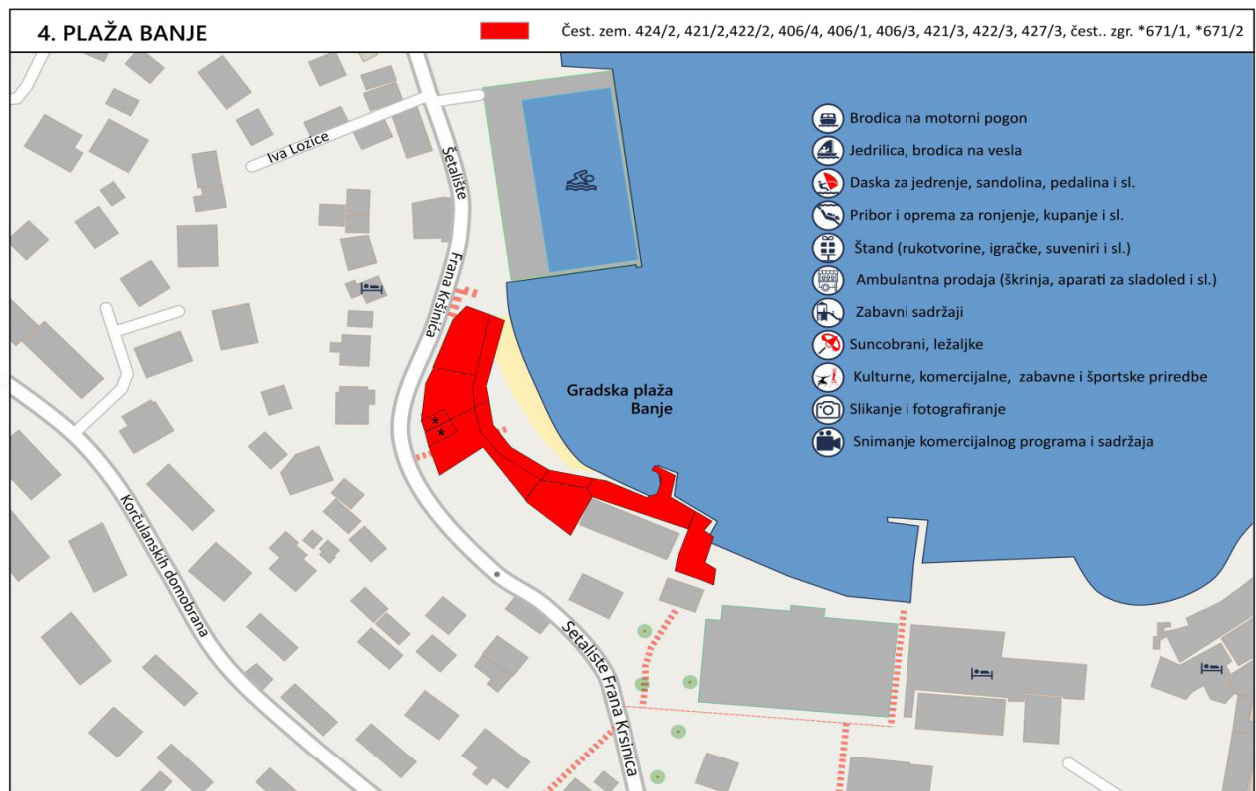 4. PLAŽA BANJE
Čest. zem. 424/2, 421/2,422/2, 406/4, 406/1, 406/3, 421/3, 422/3, 427/3, čest.. zgr. *671/1, *671/2
Brodica na motorni pogon
Jedrilica, brodica na vesla
Daska za jedrenje, sandolina, pedalina i sl.
Pribor i oprema za ronjenje, kupanje i sl.
Štand (rukotvorine, igračke, suveniri i sl.)
Ambulantna prodaja (škrinja, aparati za sladoled i sl.)
Zabavni sadržaji
Suncobrani, ležaljke
Kulturne, komercijalne, zabavne i športske priredbe
Slikanje i fotografiranje
Snimanje komercijalnog programa i sadržaja
Iva Lozice
Šetalište
Frana Kršinića
Gradska plaža
Banje
Korčulanskih domobrana
Setaliste Frana Krsinica